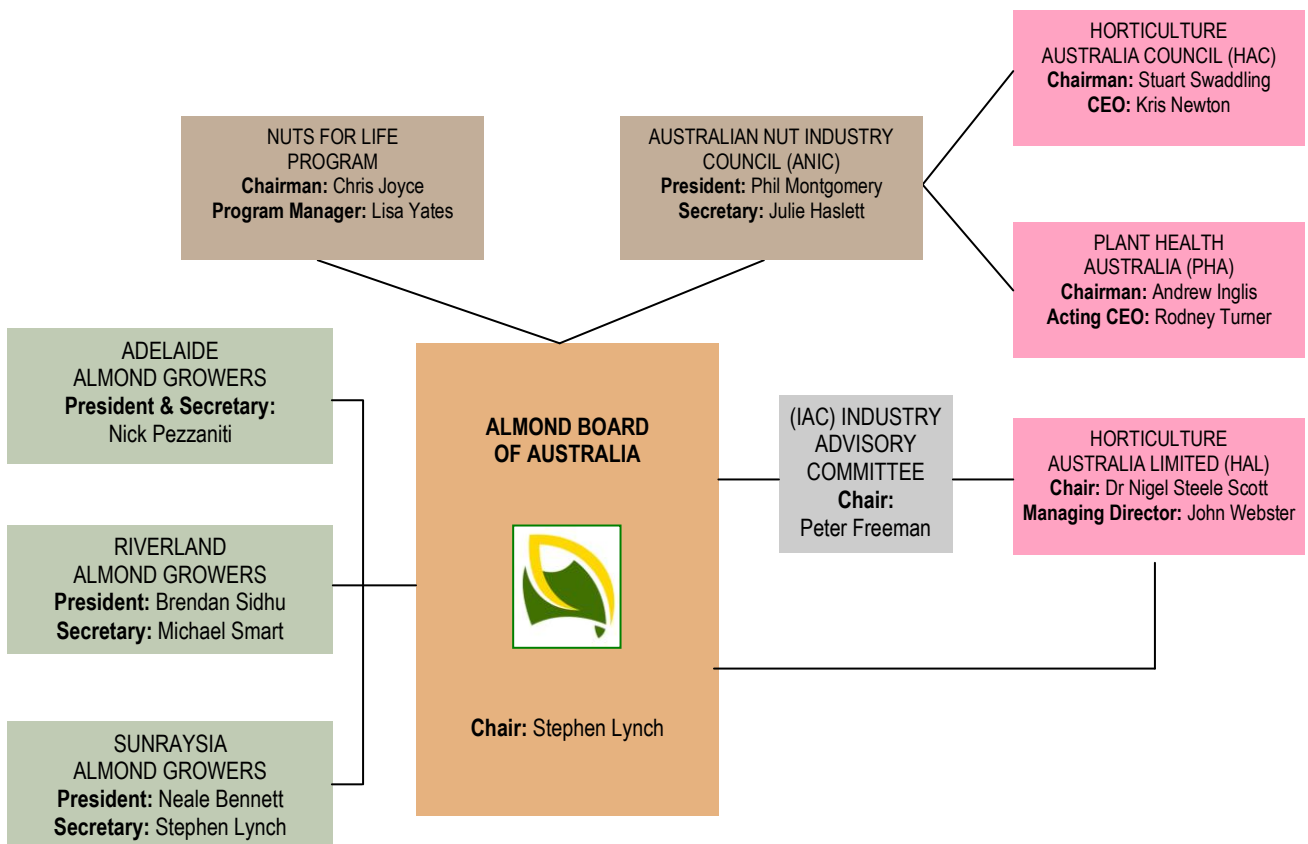 HORTICULTURE
AUSTRALIA COUNCIL (HAC)
Chairman: Stuart Swaddling
CEO: Kris Newton
NUTS FOR LIFE
PROGRAM
Chairman: Chris Joyce
Program Manager: Lisa Yates
AUSTRALIAN NUT INDUSTRY
COUNCIL (ANIC)
President: Phil Montgomery
Secretary: Julie Haslett
PLANT HEALTH
AUSTRALIA (PHA)
Chairman: Andrew Inglis
Acting CEO: Rodney Turner
ADELAIDE
ALMOND GROWERS
President & Secretary:
Nick Pezzaniti
ALMOND BOARD
OF AUSTRALIA
Chair: Stephen Lynch
(IAC) INDUSTRY
ADVISORY
COMMITTEE
Chair:
Peter Freeman
HORTICULTURE
AUSTRALIA LIMITED (HAL)
Chair: Dr Nigel Steele Scott
Managing Director: John Webster
RIVERLAND
ALMOND GROWERS
President: Brendan Sidhu
Secretary: Michael Smart
SUNRAYSIA
ALMOND GROWERS
President: Neale Bennett
Secretary: Stephen Lynch